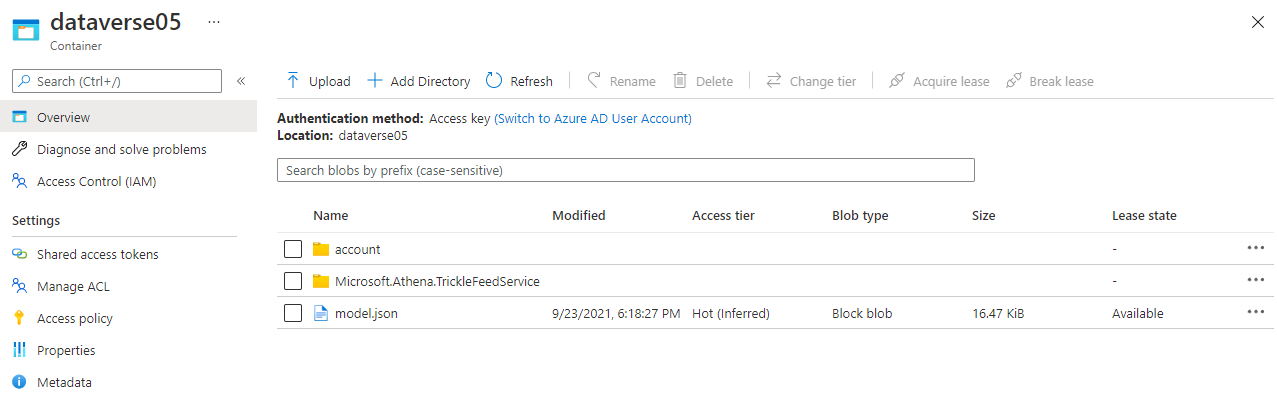 dataverse05 ...
Container
Search (Ctrl+/)
«
Upload Add Directory Refresh Rename Delete Change tier Acquire lease Break lease
Overview
Diagnose and solve problems
Access Control (IAM)
Settings
Shared access tokens
Manage ACL
Access policy
Properties
Metadata
Authentication method: Access key (Switch to Azure AD User Account)
Location: dataverse05
Search blobs by prefix (case-sensitive)
Name Modified Access tier Blob type Size Lease state
account - ...
Microsoft.Athena.TrickleFeedService - ...
model.json 9/23/2021, 6:18:27 PM Hot (Inferred) Block blob 16.47 KiB Available ...